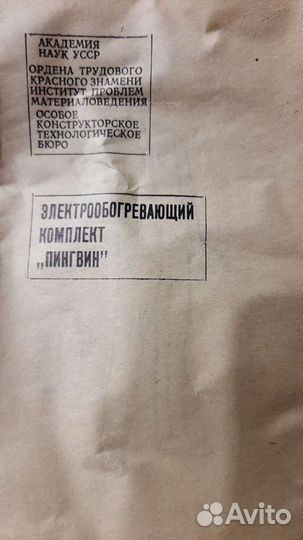 АКАДЕМИЯ
НАУК УССР
ОРДЕНА ТРУДОВОГО
КРАСНОГО ЗНАМЕНИ
ИНСТИТУТ ПРОБЛЕМ
МАТЕРИАЛОВЕДЕНИЯ
ОСОБОЕ
КОНСТРУКТОРСКОЕ
ТЕХНОЛОГИЧЕСКОЕ
БЮРО
ЭЛЕКТРООБОГРЕВАЮЩИЙ
КОМПЛЕКТ
„ПИНГВИН"
Avito